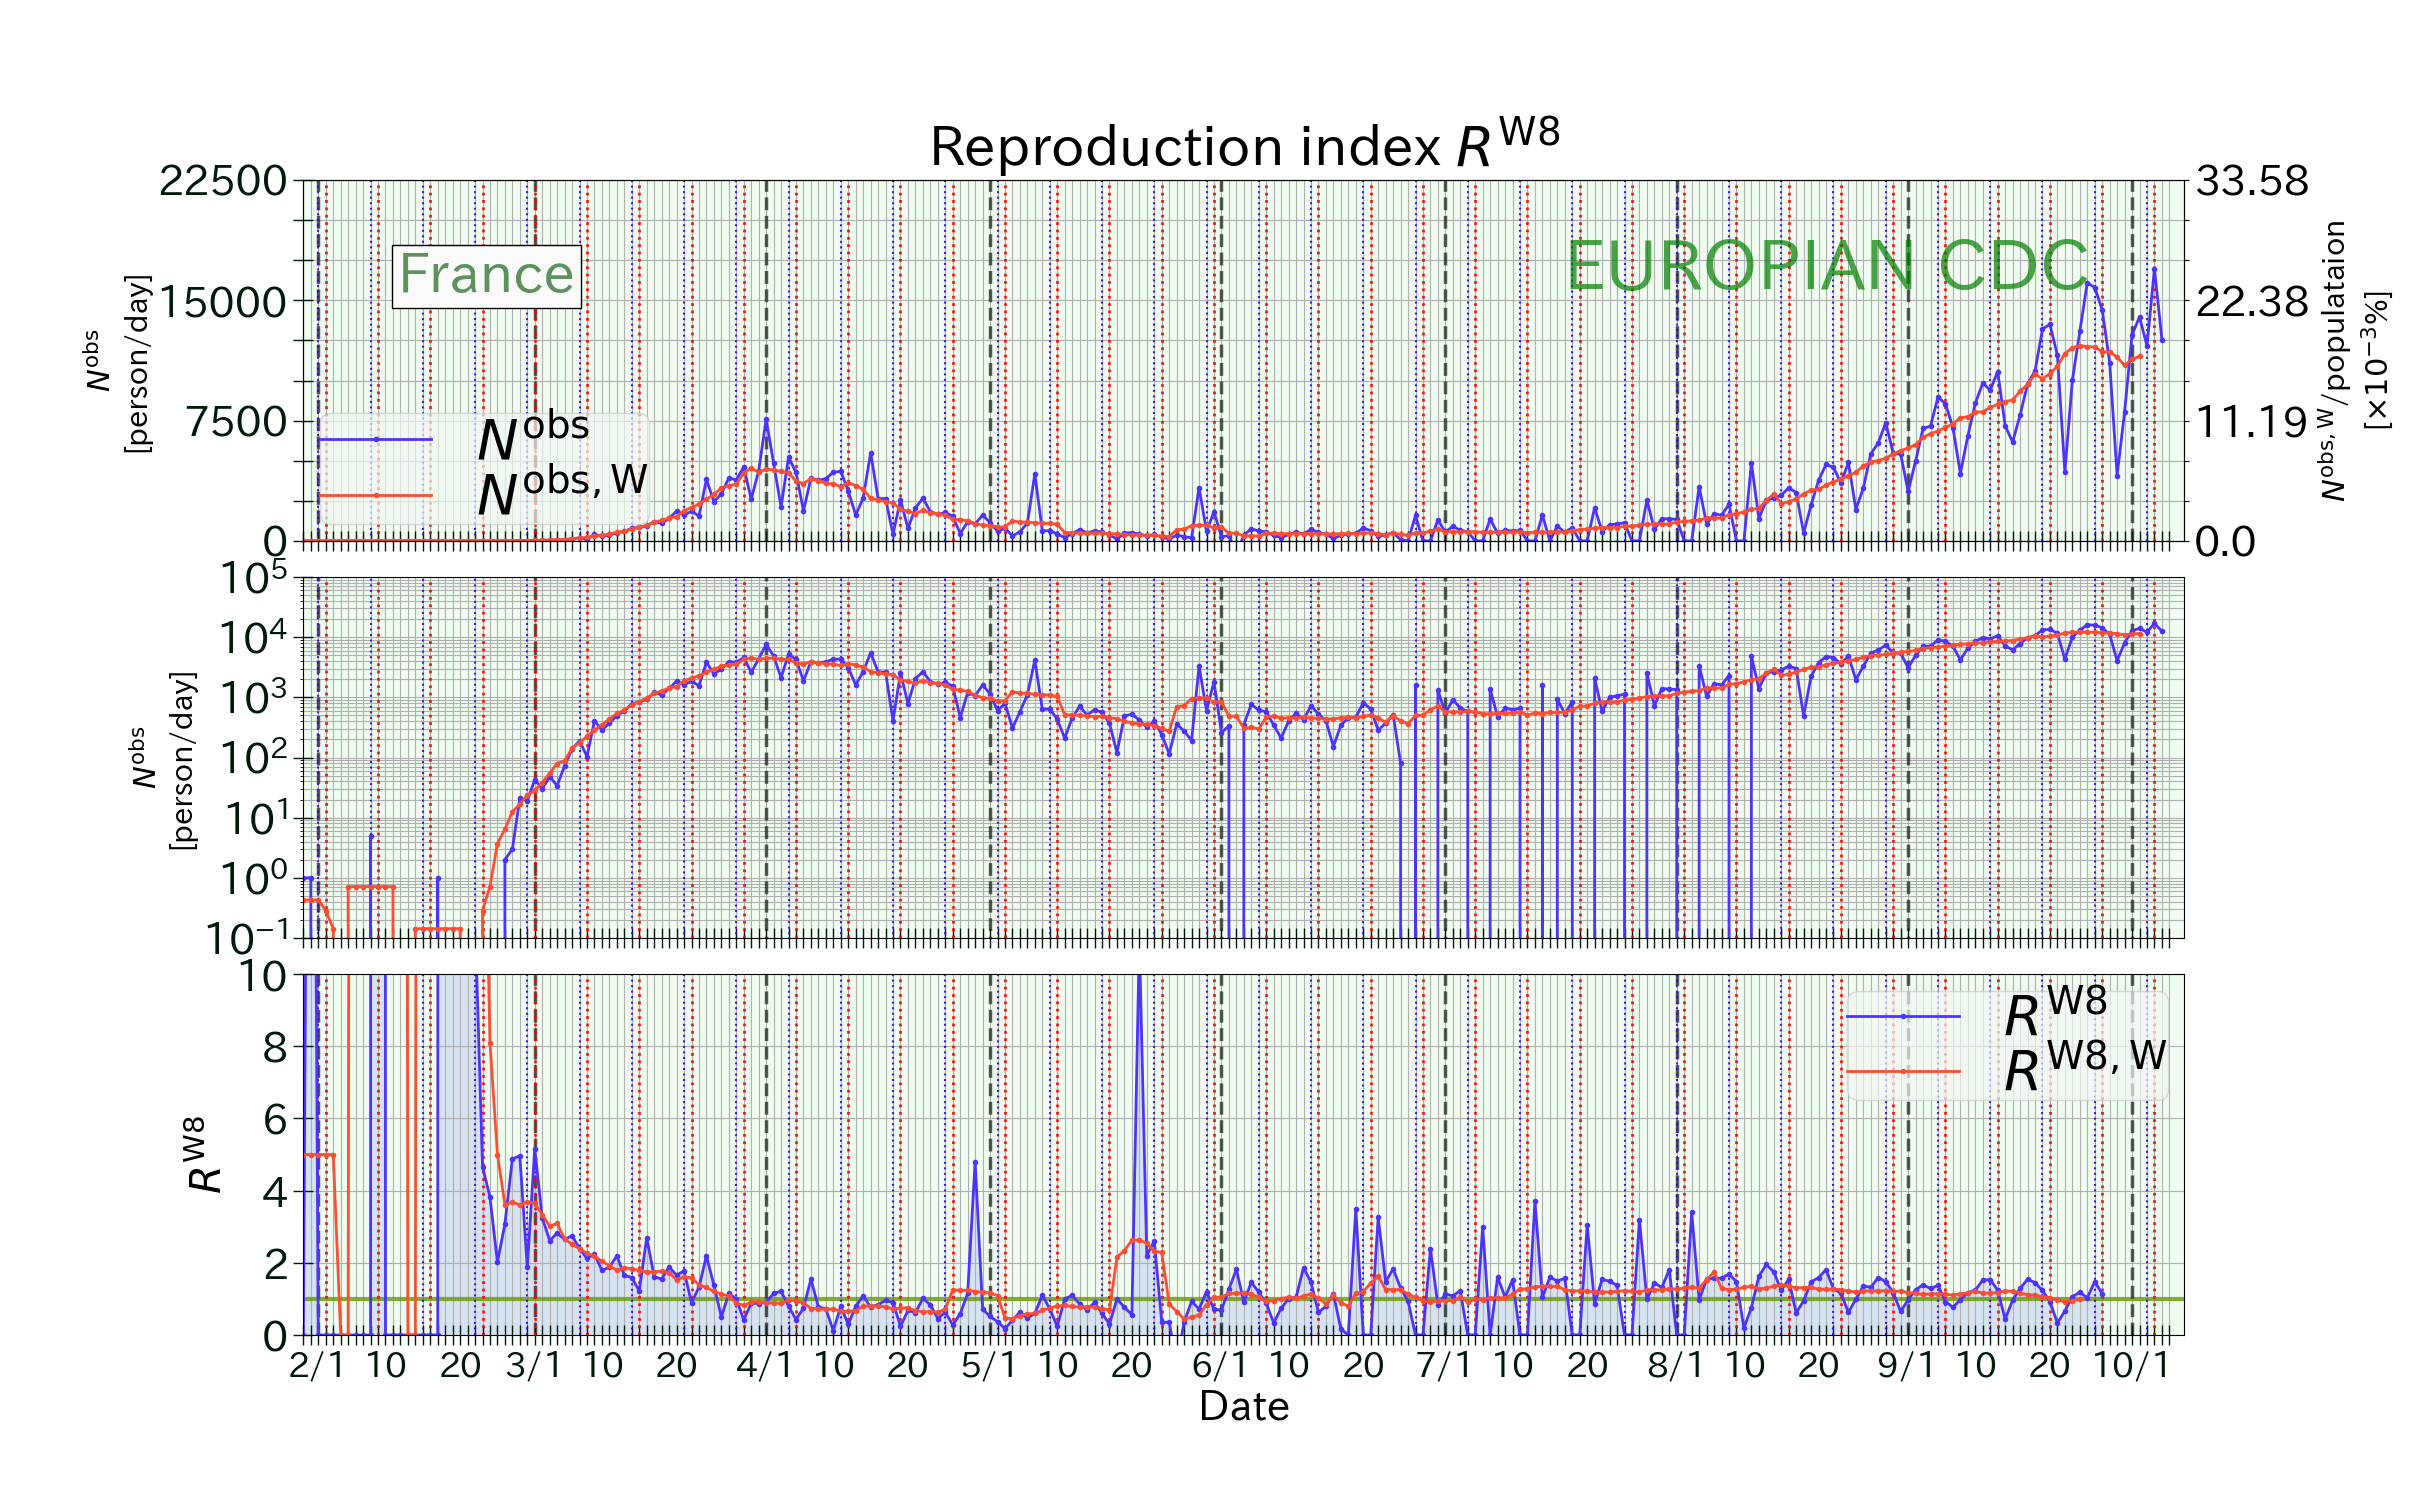 Reproduction index R^W8
22500
15000
7500
0
N^obs
[person/day]
France
EUROPIAN CDC
N^obs
N^obs, W
33.58
22.38
11.19
0.0
N^obs, W/populataion
[×10^−3%]
10^5
10^4
10^3
10^2
10^1
10^0
10^−1
N^obs
[person/day]
10
8
6
4
2
0
R^W8
R^W8
R^W8, W
2/1 10 20 3/1 10 20 4/1 10 20 5/1 10 20 6/1 10 20 7/1 10 20 8/1 10 20 9/1 10 20 10/1
Date